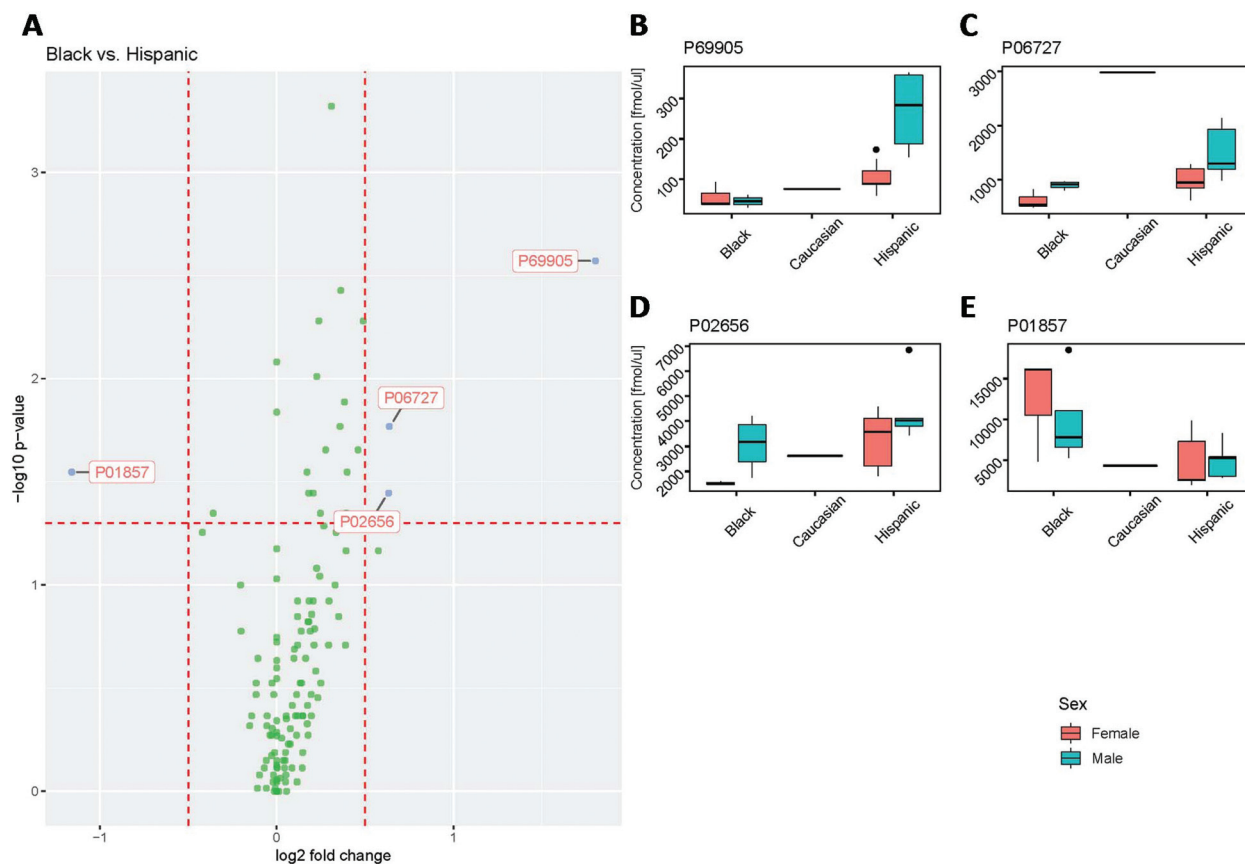 A
Black vs. Hispanic
−log10 p-value
3
2
1
0
−1
0
1
log2 fold change
P69905
P06727
P01857
P02656
B
P69905
Concentration [fmol/ul]
300
200
100
Black
Caucasian
Hispanic
C
P06727
3000
2000
1000
Black
Caucasian
Hispanic
D
P02656
Concentration [fmol/ul]
7000
6000
5000
4000
3000
2000
Black
Caucasian
Hispanic
E
P01857
15000
10000
5000
Black
Caucasian
Hispanic
Sex
Female
Male